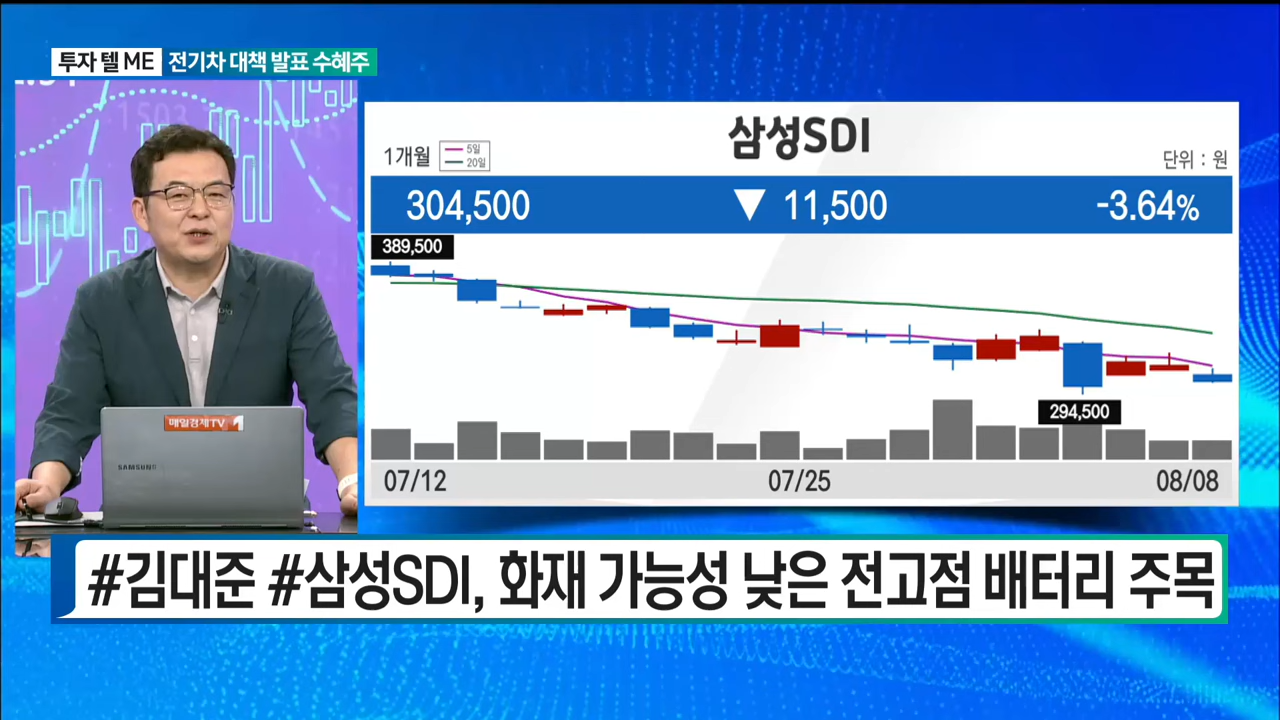 투자 텔 ME 전기차 대책 발표 수혜주
삼성SDI
1개월
5일
20일
단위 : 원
304,500 ▼ 11,500 -3.64%
389,500
294,500
07/12 07/25 08/08
매일경제TV 1
SAMSUNG
#김대준 #삼성SDI, 화재 가능성 낮은 전고점 배터리 주목